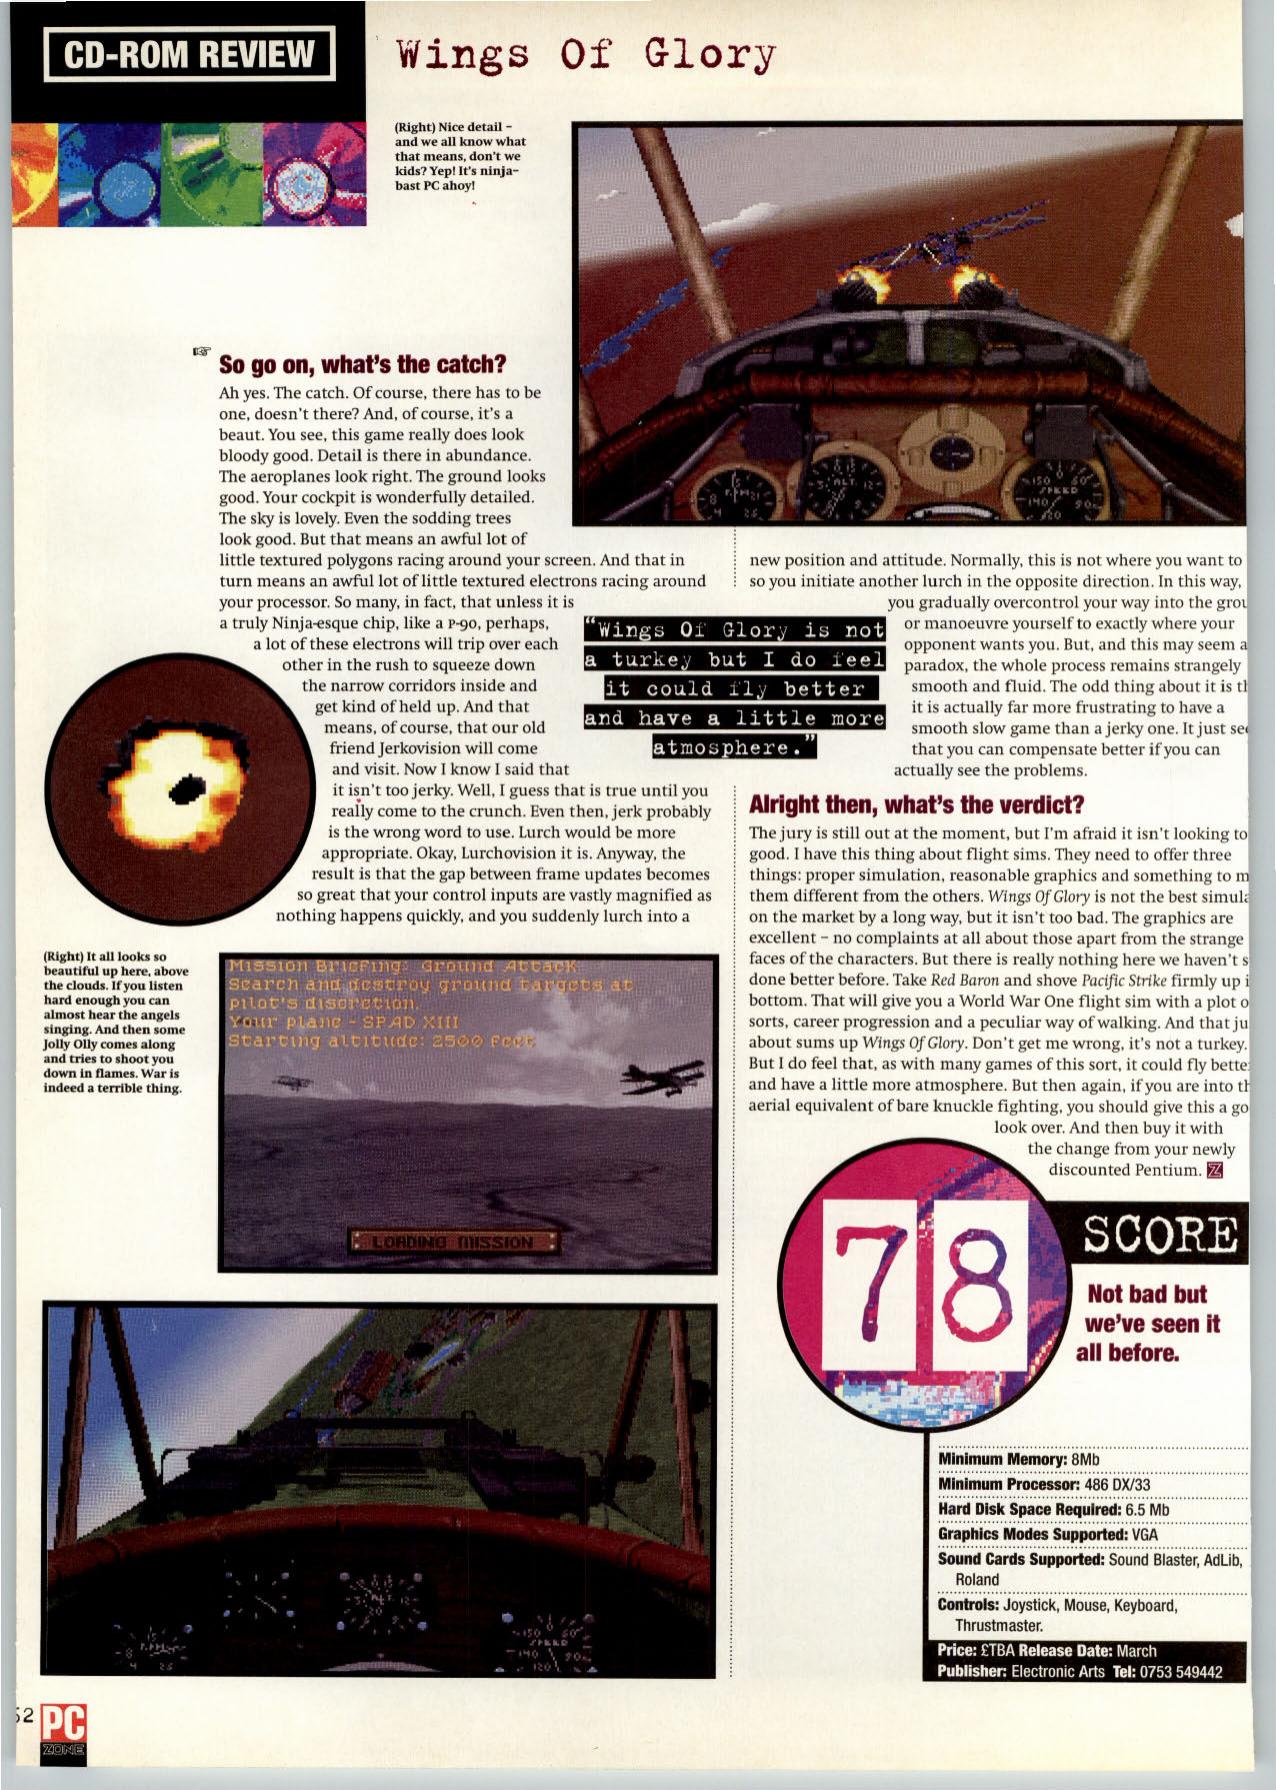 CD-ROM REVIEW
Wings Of Glory
(Right) Nice detail –
and we all know what
that means, don't we
kids? Yep! It's ninja-
bast PC ahoy!
So go on, what's the catch?
Ah yes. The catch. Of course, there has to be
one, doesn't there? And, of course, it's a
beaut. You see, this game really does look
bloody good. Detail is there in abundance.
The aeroplanes look right. The ground looks
good. Your cockpit is wonderfully detailed.
The sky is lovely. Even the sodding trees
look good. But that means an awful lot of
little textured polygons racing around your screen. And that in
turn means an awful lot of little textured electrons racing around
your processor. So many, in fact, that unless it is
a truly Ninja-esque chip, like a P-90, perhaps,
a lot of these electrons will trip over each
other in the rush to squeeze down
the narrow corridors inside and
get kind of held up. And that
means, of course, that our old
friend Jerkovision will come
and visit. Now I know I said that
it isn't too jerky. Well, I guess that is true until you
really come to the crunch. Even then, jerk probably
is the wrong word to use. Lurch would be more
appropriate. Okay, Lurchovision it is. Anyway, the
result is that the gap between frame updates becomes
so great that your control inputs are vastly magnified as
nothing happens quickly, and you suddenly lurch into a
"Wings Of Glory is not
a turkey but I do feel
it could fly better
and have a little more
atmosphere."
new position and attitude. Normally, this is not where you want to
so you initiate another lurch in the opposite direction. In this way,
you gradually overcontrol your way into the grou
or manoeuvre yourself to exactly where your
opponent wants you. But, and this may seem a
paradox, the whole process remains strangely
smooth and fluid. The odd thing about it is th
it is actually far more frustrating to have a
smooth slow game than a jerky one. It just see
that you can compensate better if you can
actually see the problems.
Alright then, what's the verdict?
The jury is still out at the moment, but I'm afraid it isn't looking to
good. I have this thing about flight sims. They need to offer three
things: proper simulation, reasonable graphics and something to m
them different from the others. Wings Of Glory is not the best simula
on the market by a long way, but it isn't too bad. The graphics are
excellent – no complaints at all about those apart from the strange
faces of the characters. But there is really nothing here we haven't s
done better before. Take Red Baron and shove Pacific Strike firmly up i
bottom. That will give you a World War One flight sim with a plot o
sorts, career progression and a peculiar way of walking. And that ju
about sums up Wings Of Glory. Don't get me wrong, it's not a turkey.
But I do feel that, as with many games of this sort, it could fly bette
and have a little more atmosphere. But then again, if you are into th
aerial equivalent of bare knuckle fighting, you should give this a go
look over. And then buy it with
the change from your newly
discounted Pentium. Z
(Right) It all looks so
beautiful up here, above
the clouds. If you listen
hard enough you can
almost hear the angels
singing. And then some
Jolly Olly comes along
and tries to shoot you
down in flames. War is
indeed a terrible thing.
Mission Briefing: Ground Attack
Search and destroy ground targets at
pilot's discretion.
Your plane - SPAD XIII
Starting altitude: 2500 feet
LOADING MISSION
78
SCORE
Not bad but
we've seen it
all before.
Minimum Memory: 8Mb
Minimum Processor: 486 DX/33
Hard Disk Space Required: 6.5 Mb
Graphics Modes Supported: VGA
Sound Cards Supported: Sound Blaster, AdLib,
Roland
Controls: Joystick, Mouse, Keyboard,
Thrustmaster.
Price: £TBA Release Date: March
Publisher: Electronic Arts Tel: 0753 549442
52
PC
ZONE